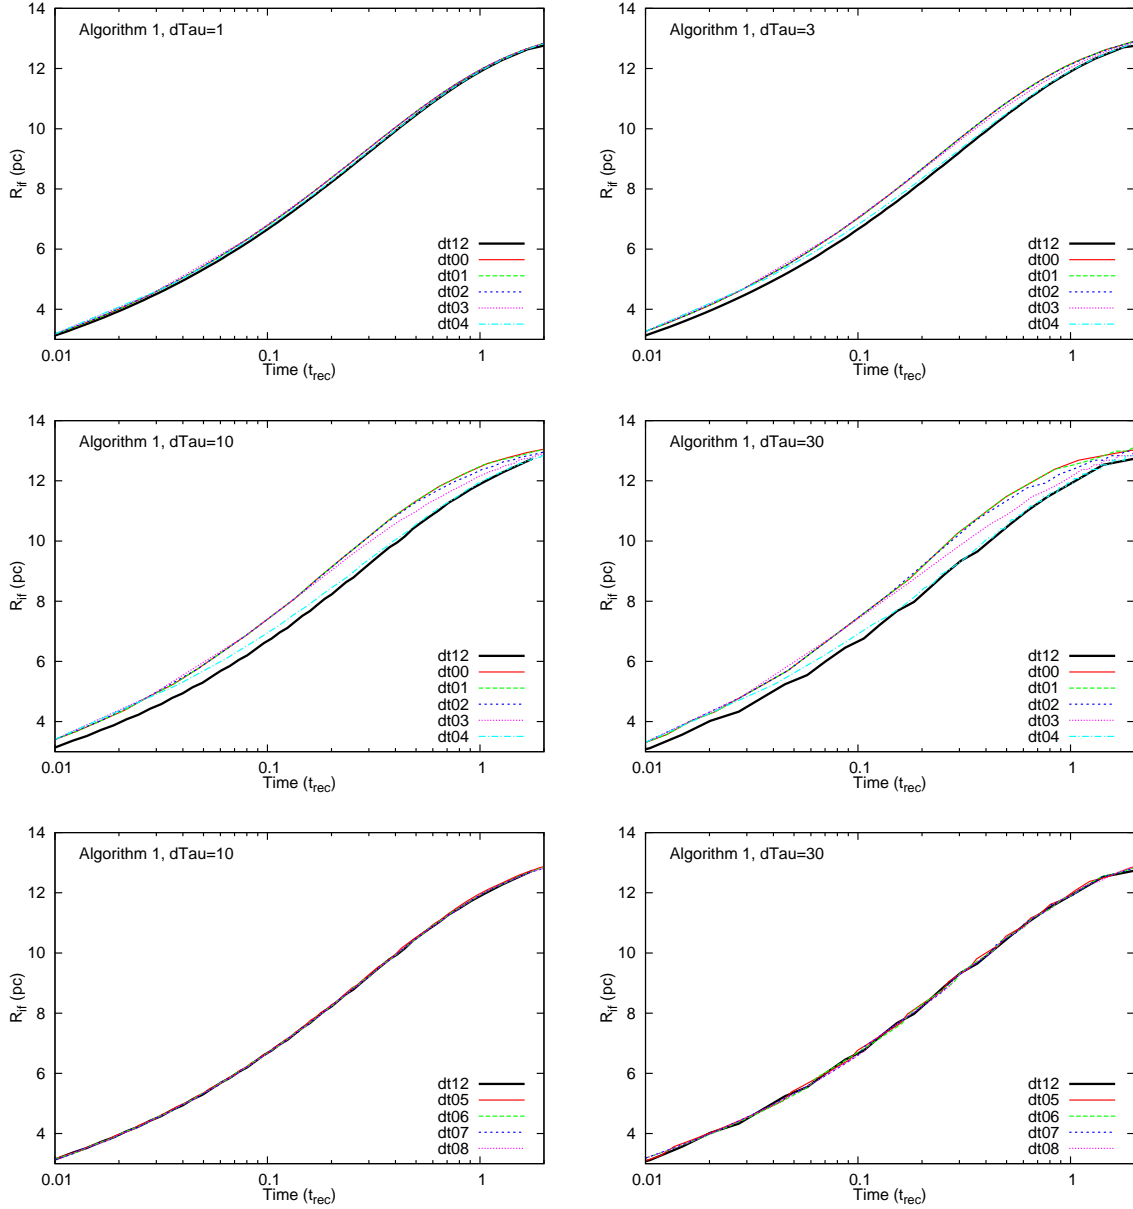 14
12
10
8
6
4
R_if (pc)
Algorithm 1, dTau=1
dt12
dt00
dt01
dt02
dt03
dt04
0.01
0.1
1
Time (t_rec)
14
12
10
8
6
4
R_if (pc)
Algorithm 1, dTau=3
dt12
dt00
dt01
dt02
dt03
dt04
0.01
0.1
1
Time (t_rec)
14
12
10
8
6
4
R_if (pc)
Algorithm 1, dTau=10
dt12
dt00
dt01
dt02
dt03
dt04
0.01
0.1
1
Time (t_rec)
14
12
10
8
6
4
R_if (pc)
Algorithm 1, dTau=30
dt12
dt00
dt01
dt02
dt03
dt04
0.01
0.1
1
Time (t_rec)
14
12
10
8
6
4
R_if (pc)
Algorithm 1, dTau=10
dt12
dt05
dt06
dt07
dt08
0.01
0.1
1
Time (t_rec)
14
12
10
8
6
4
R_if (pc)
Algorithm 1, dTau=30
dt12
dt05
dt06
dt07
dt08
0.01
0.1
1
Time (t_rec)